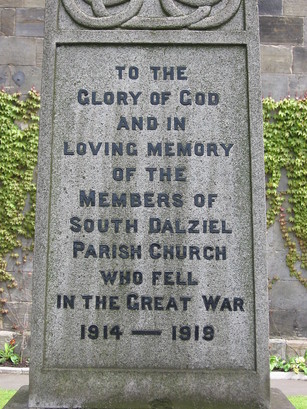 TO THE
GLORY OF GOD
AND IN
LOVING MEMORY
OF THE
MEMBERS OF
SOUTH DALZIEL
PARISH CHURCH
WHO FELL
IN THE GREAT WAR
1914 — 1919